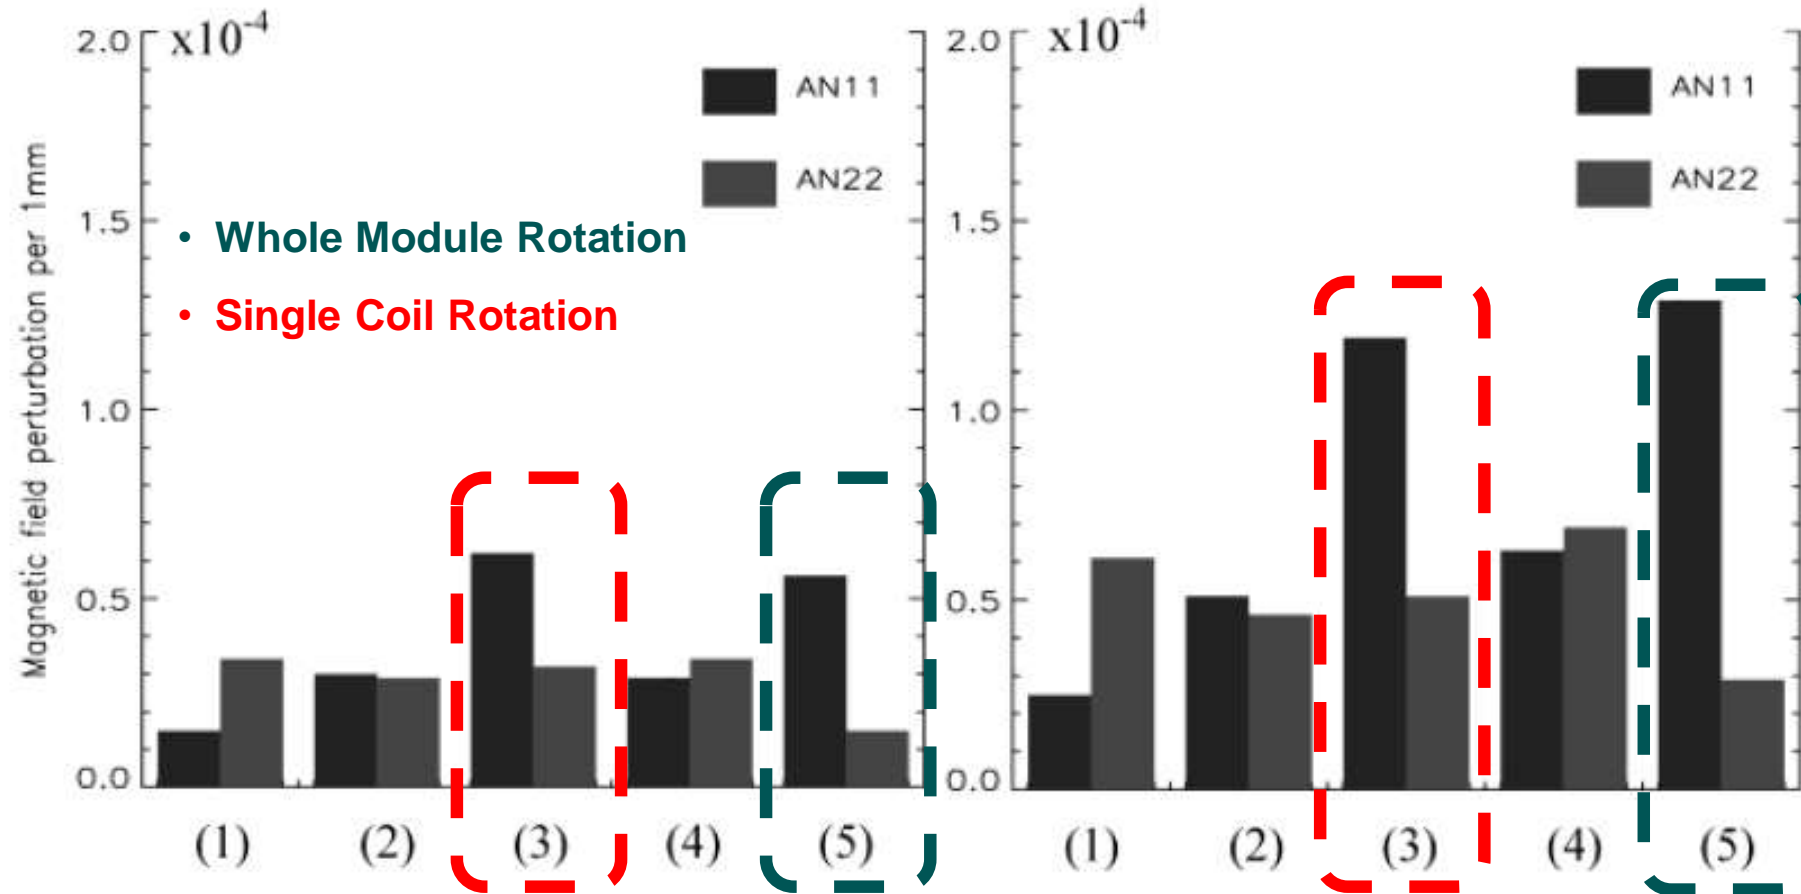 Magnetic field perturbation per 1mm
x10-4
2.0
AN11
AN22
1.5
• Whole Module Rotation
• Single Coil Rotation
1.0
0.5
0.0
(1) (2) (3) (4) (5)
x10-4
2.0
AN11
AN22
1.5
1.0
0.5
0.0
(1) (2) (3) (4) (5)